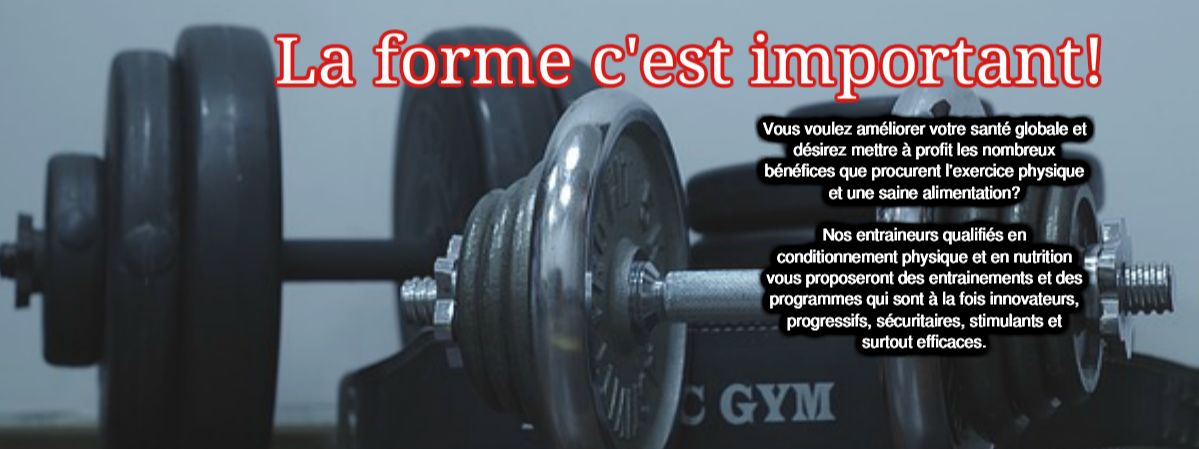 La forme c'est important!
Vous voulez améliorer votre santé globale et
désirez mettre à profit les nombreux
bénéfices que procurent l'exercice physique
et une saine alimentation?
Nos entraineurs qualifiés en
conditionnement physique et en nutrition
vous proposeront des entrainements et des
programmes qui sont à la fois innovateurs,
progressifs, sécuritaires, stimulants et
surtout efficaces.
C GYM